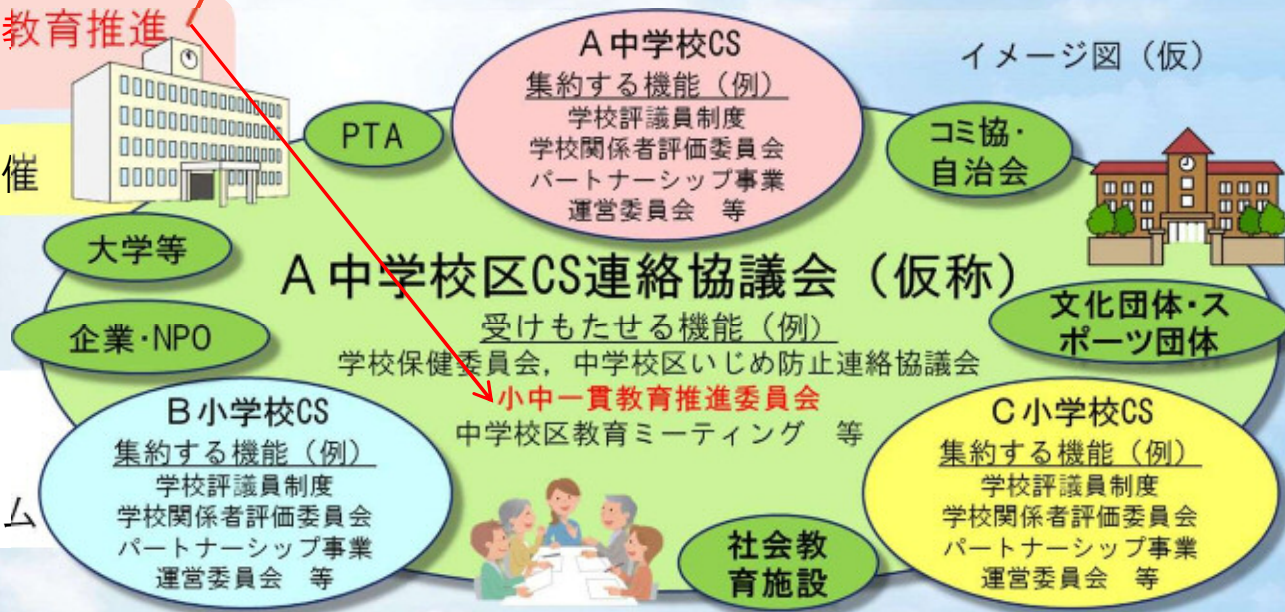 教育推進
催
ム
イメージ図（仮）
A中学校CS
集約する機能（例）
学校評議員制度
学校関係者評価委員会
パートナーシップ事業
運営委員会　等
PTA
コミ協・
自治会
大学等
企業・NPO
文化団体・ス
ポーツ団体
A中学校区CS連絡協議会（仮称）
受けもたせる機能（例）
学校保健委員会，中学校区いじめ防止連絡協議会
小中一貫教育推進委員会
中学校区教育ミーティング　等
B小学校CS
集約する機能（例）
学校評議員制度
学校関係者評価委員会
パートナーシップ事業
運営委員会　等
C小学校CS
集約する機能（例）
学校評議員制度
学校関係者評価委員会
パートナーシップ事業
運営委員会　等
社会教
育施設